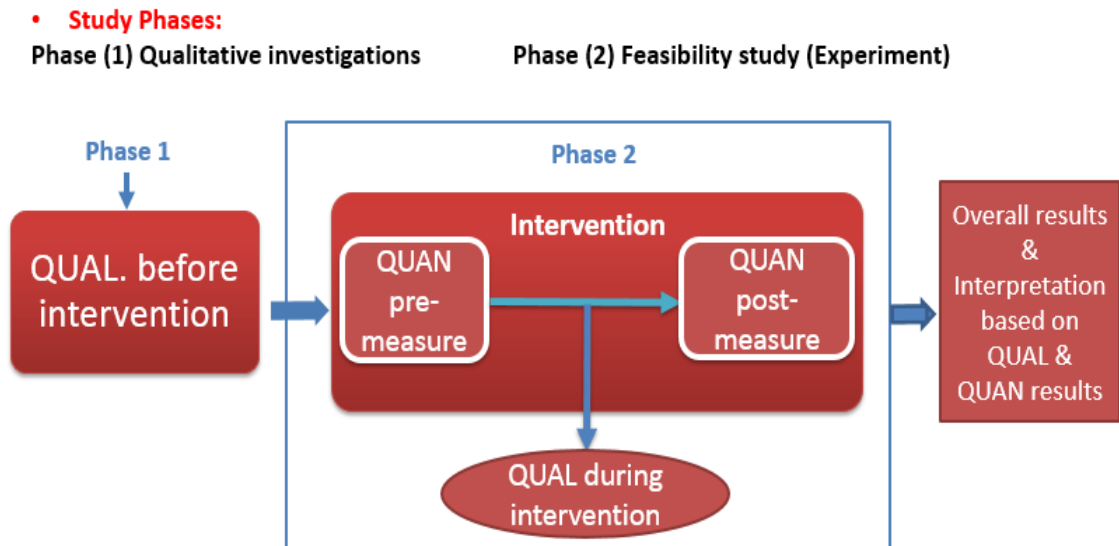 • Study Phases:
Phase (1) Qualitative investigations Phase (2) Feasibility study (Experiment)
Phase 1
QUAL. before
intervention
Phase 2
Intervention
QUAN
pre-
measure
QUAN
post-
measure
QUAL during
intervention
Overall results
&
Interpretation
based on
QUAL &
QUAN results